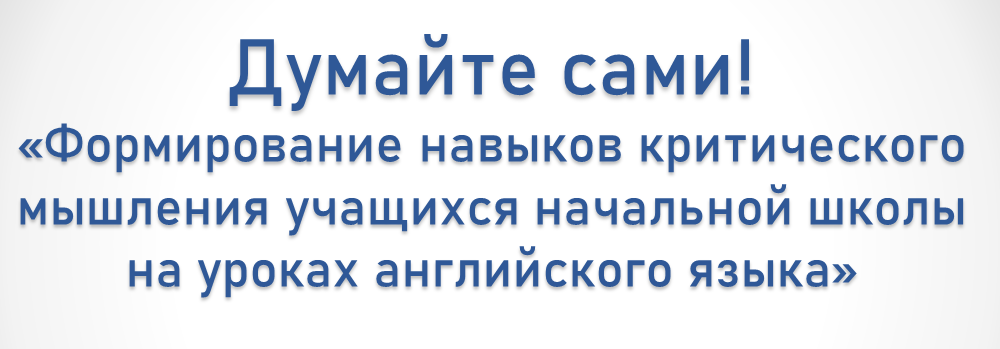 Думайте сами!
«Формирование навыков критического
мышления учащихся начальной школы
на уроках английского языка»